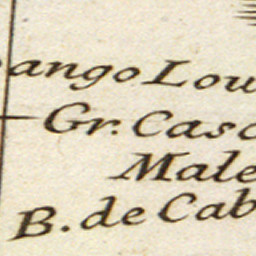 ango Lou
Gr. Casc
Male
B. de Cab